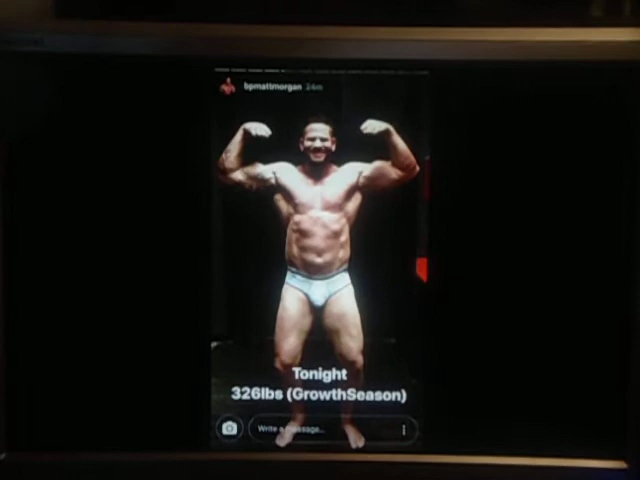 bpmattmorgan 24m
Tonight
326lbs (GrowthSeason)
Write a message...